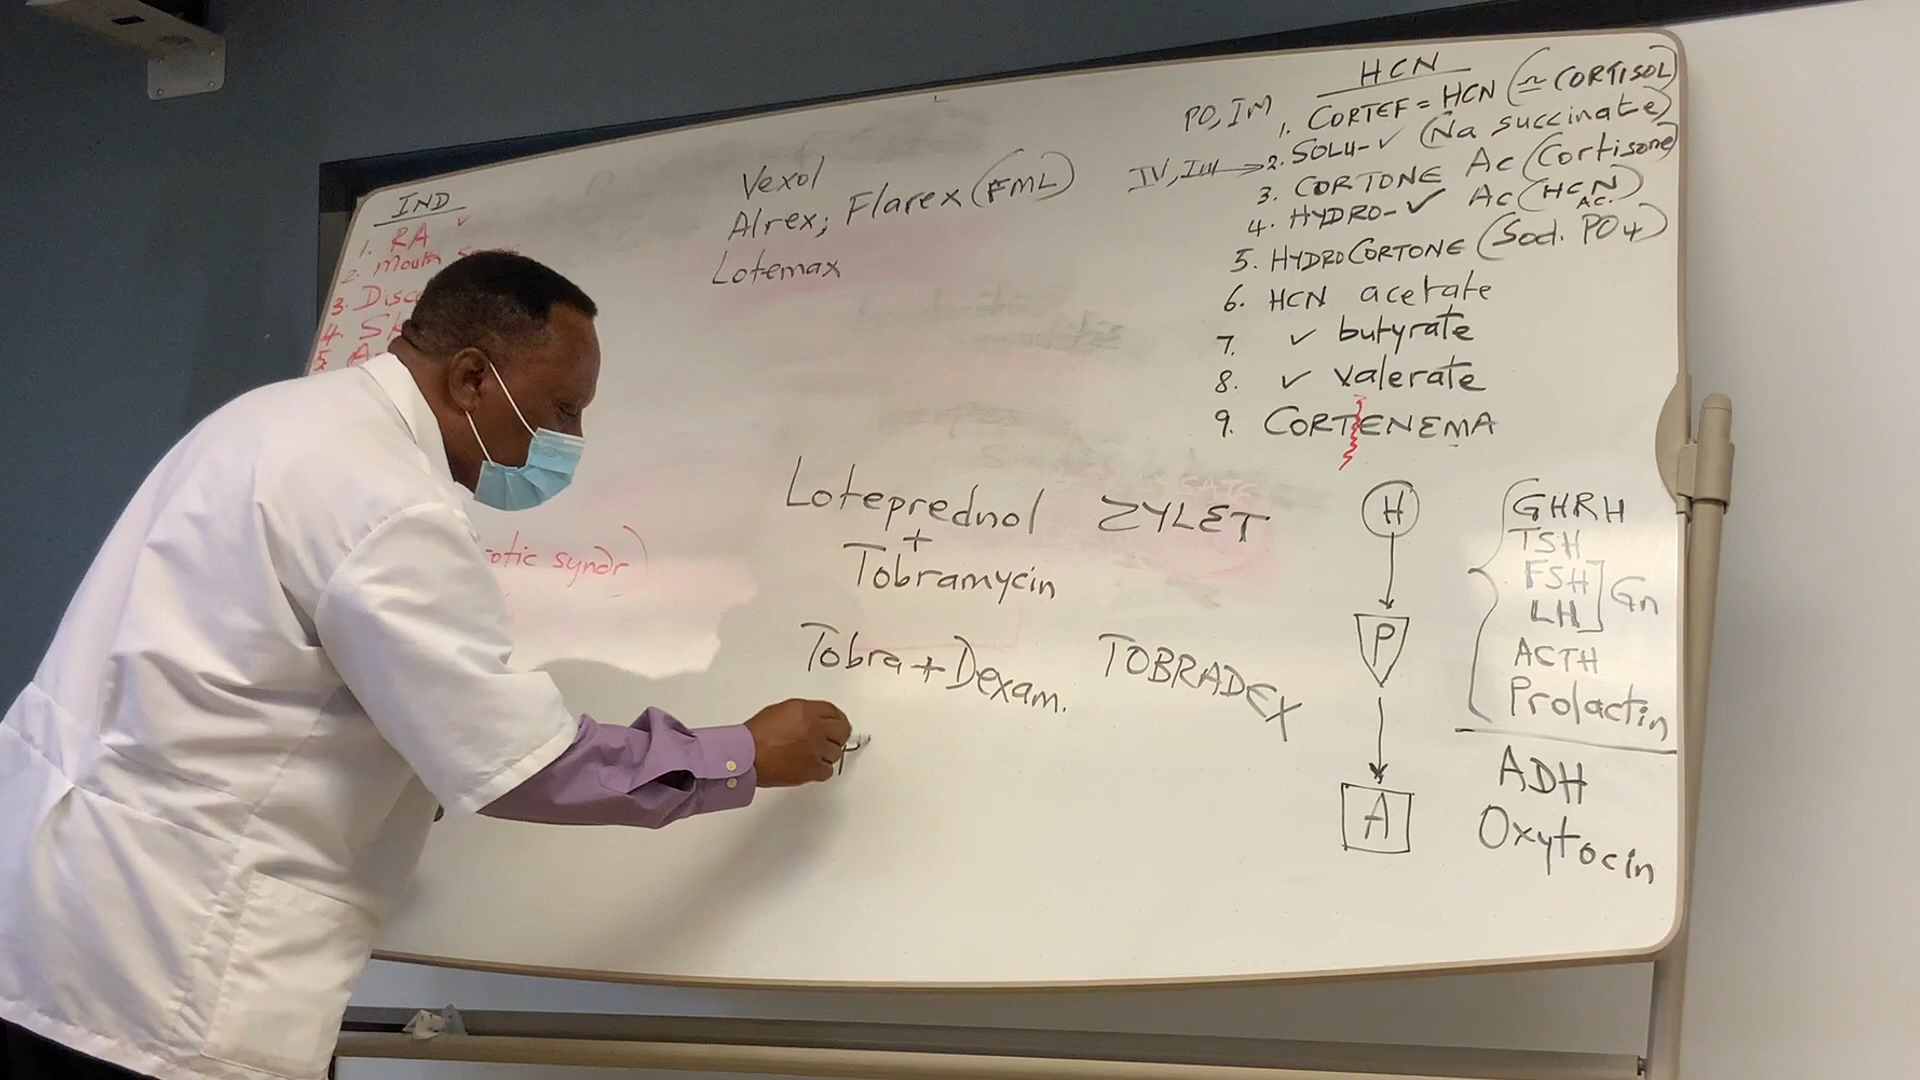 IND
1. RA ✓
2. Mouth
3.
4.
5.
otic syndr)
Vexol
Alrex; Flarex (FML)
Lotemax
Loteprednol ZYLET
+
Tobramycin
Tobra + Dexam. TOBRADEX
HCN
PO, IM 1. CORTEF = HCN (≃ CORTISOL)
IV, IM → 2. SOLU- ✓ (Na succinate)
3. CORTONE Ac (Cortisone)
4. HYDRO- ✓ Ac (HCN Ac.)
5. HYDROCORTONE (Sod. PO4)
6. HCN acetate
7. ✓ butyrate
8. ✓ valerate
9. CORTENEMA
H
P
A
GHRH
TSH
FSH
LH
Gn
ACTH
Prolactin
ADH
Oxytocin